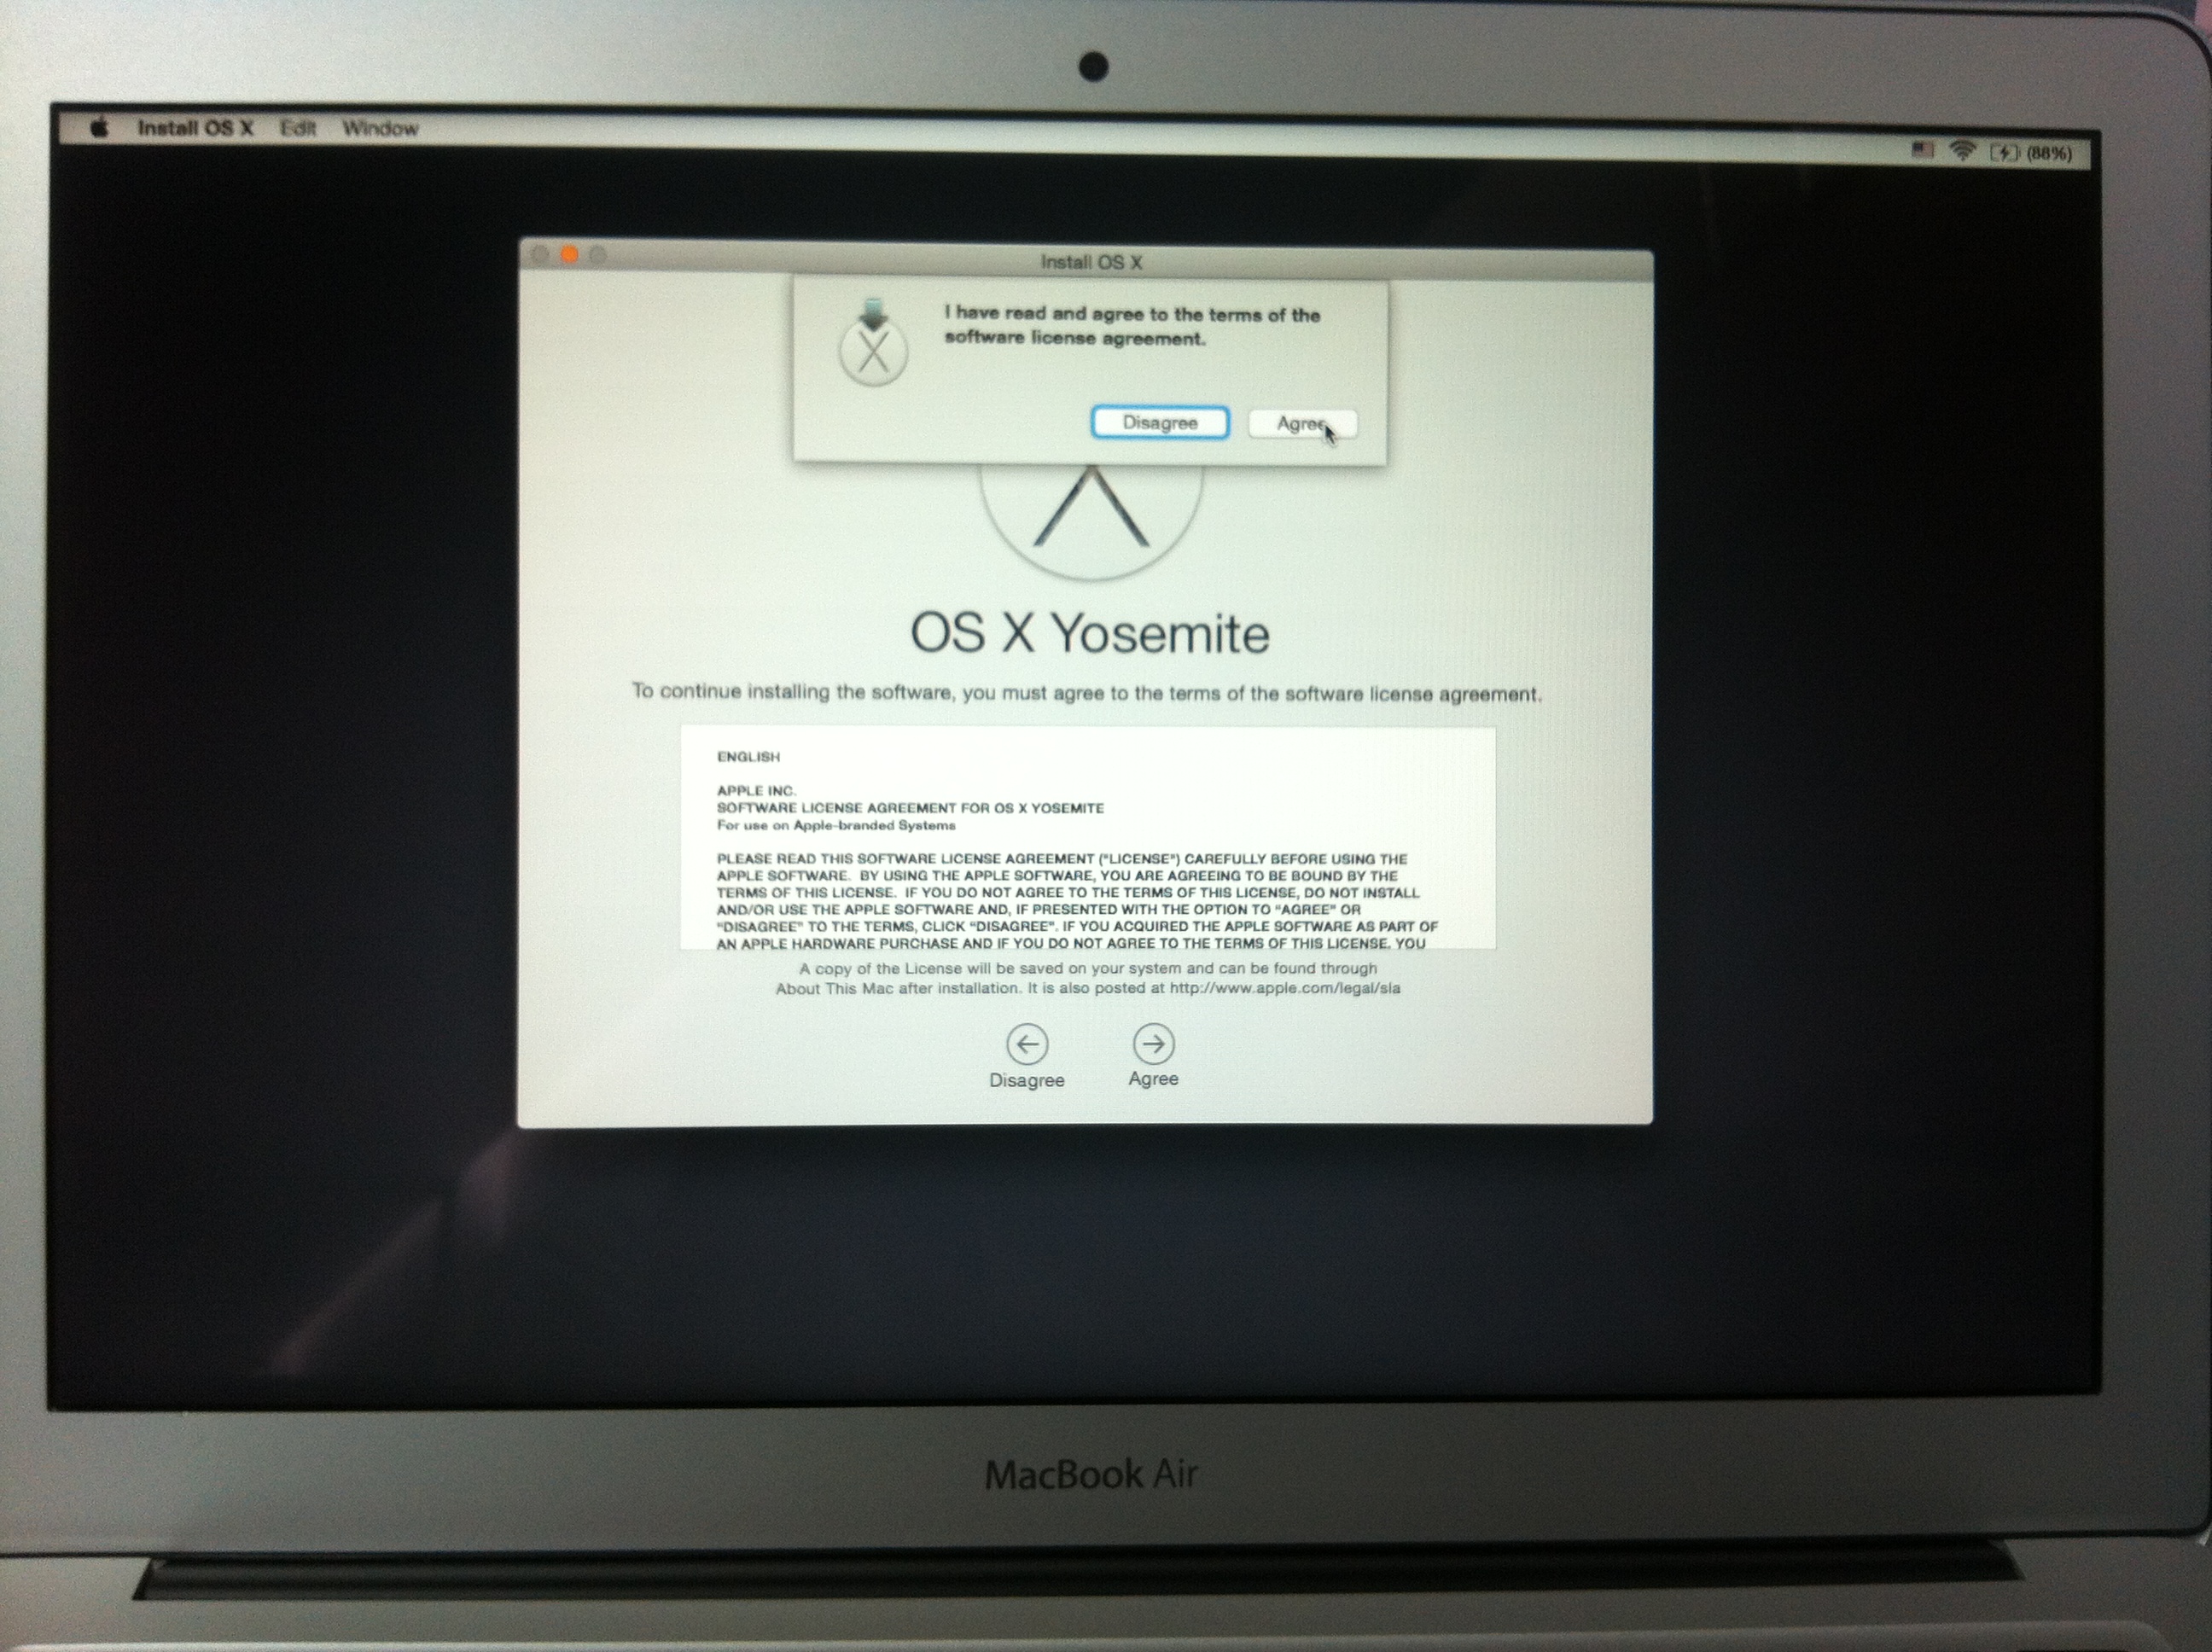 Install OS X Edit Window
(88%)
Install OS X
I have read and agree to the terms of the
software license agreement.
Disagree Agree
OS X Yosemite
To continue installing the software, you must agree to the terms of the software license agreement.
ENGLISH
APPLE INC.
SOFTWARE LICENSE AGREEMENT FOR OS X YOSEMITE
For use on Apple-branded Systems
PLEASE READ THIS SOFTWARE LICENSE AGREEMENT ("LICENSE") CAREFULLY BEFORE USING THE
APPLE SOFTWARE. BY USING THE APPLE SOFTWARE, YOU ARE AGREEING TO BE BOUND BY THE
TERMS OF THIS LICENSE. IF YOU DO NOT AGREE TO THE TERMS OF THIS LICENSE, DO NOT INSTALL
AND/OR USE THE APPLE SOFTWARE AND, IF PRESENTED WITH THE OPTION TO “AGREE” OR
“DISAGREE” TO THE TERMS, CLICK “DISAGREE”. IF YOU ACQUIRED THE APPLE SOFTWARE AS PART OF
AN APPLE HARDWARE PURCHASE AND IF YOU DO NOT AGREE TO THE TERMS OF THIS LICENSE, YOU
A copy of the License will be saved on your system and can be found through
About This Mac after installation. It is also posted at http://www.apple.com/legal/sla
Disagree Agree
MacBook Air